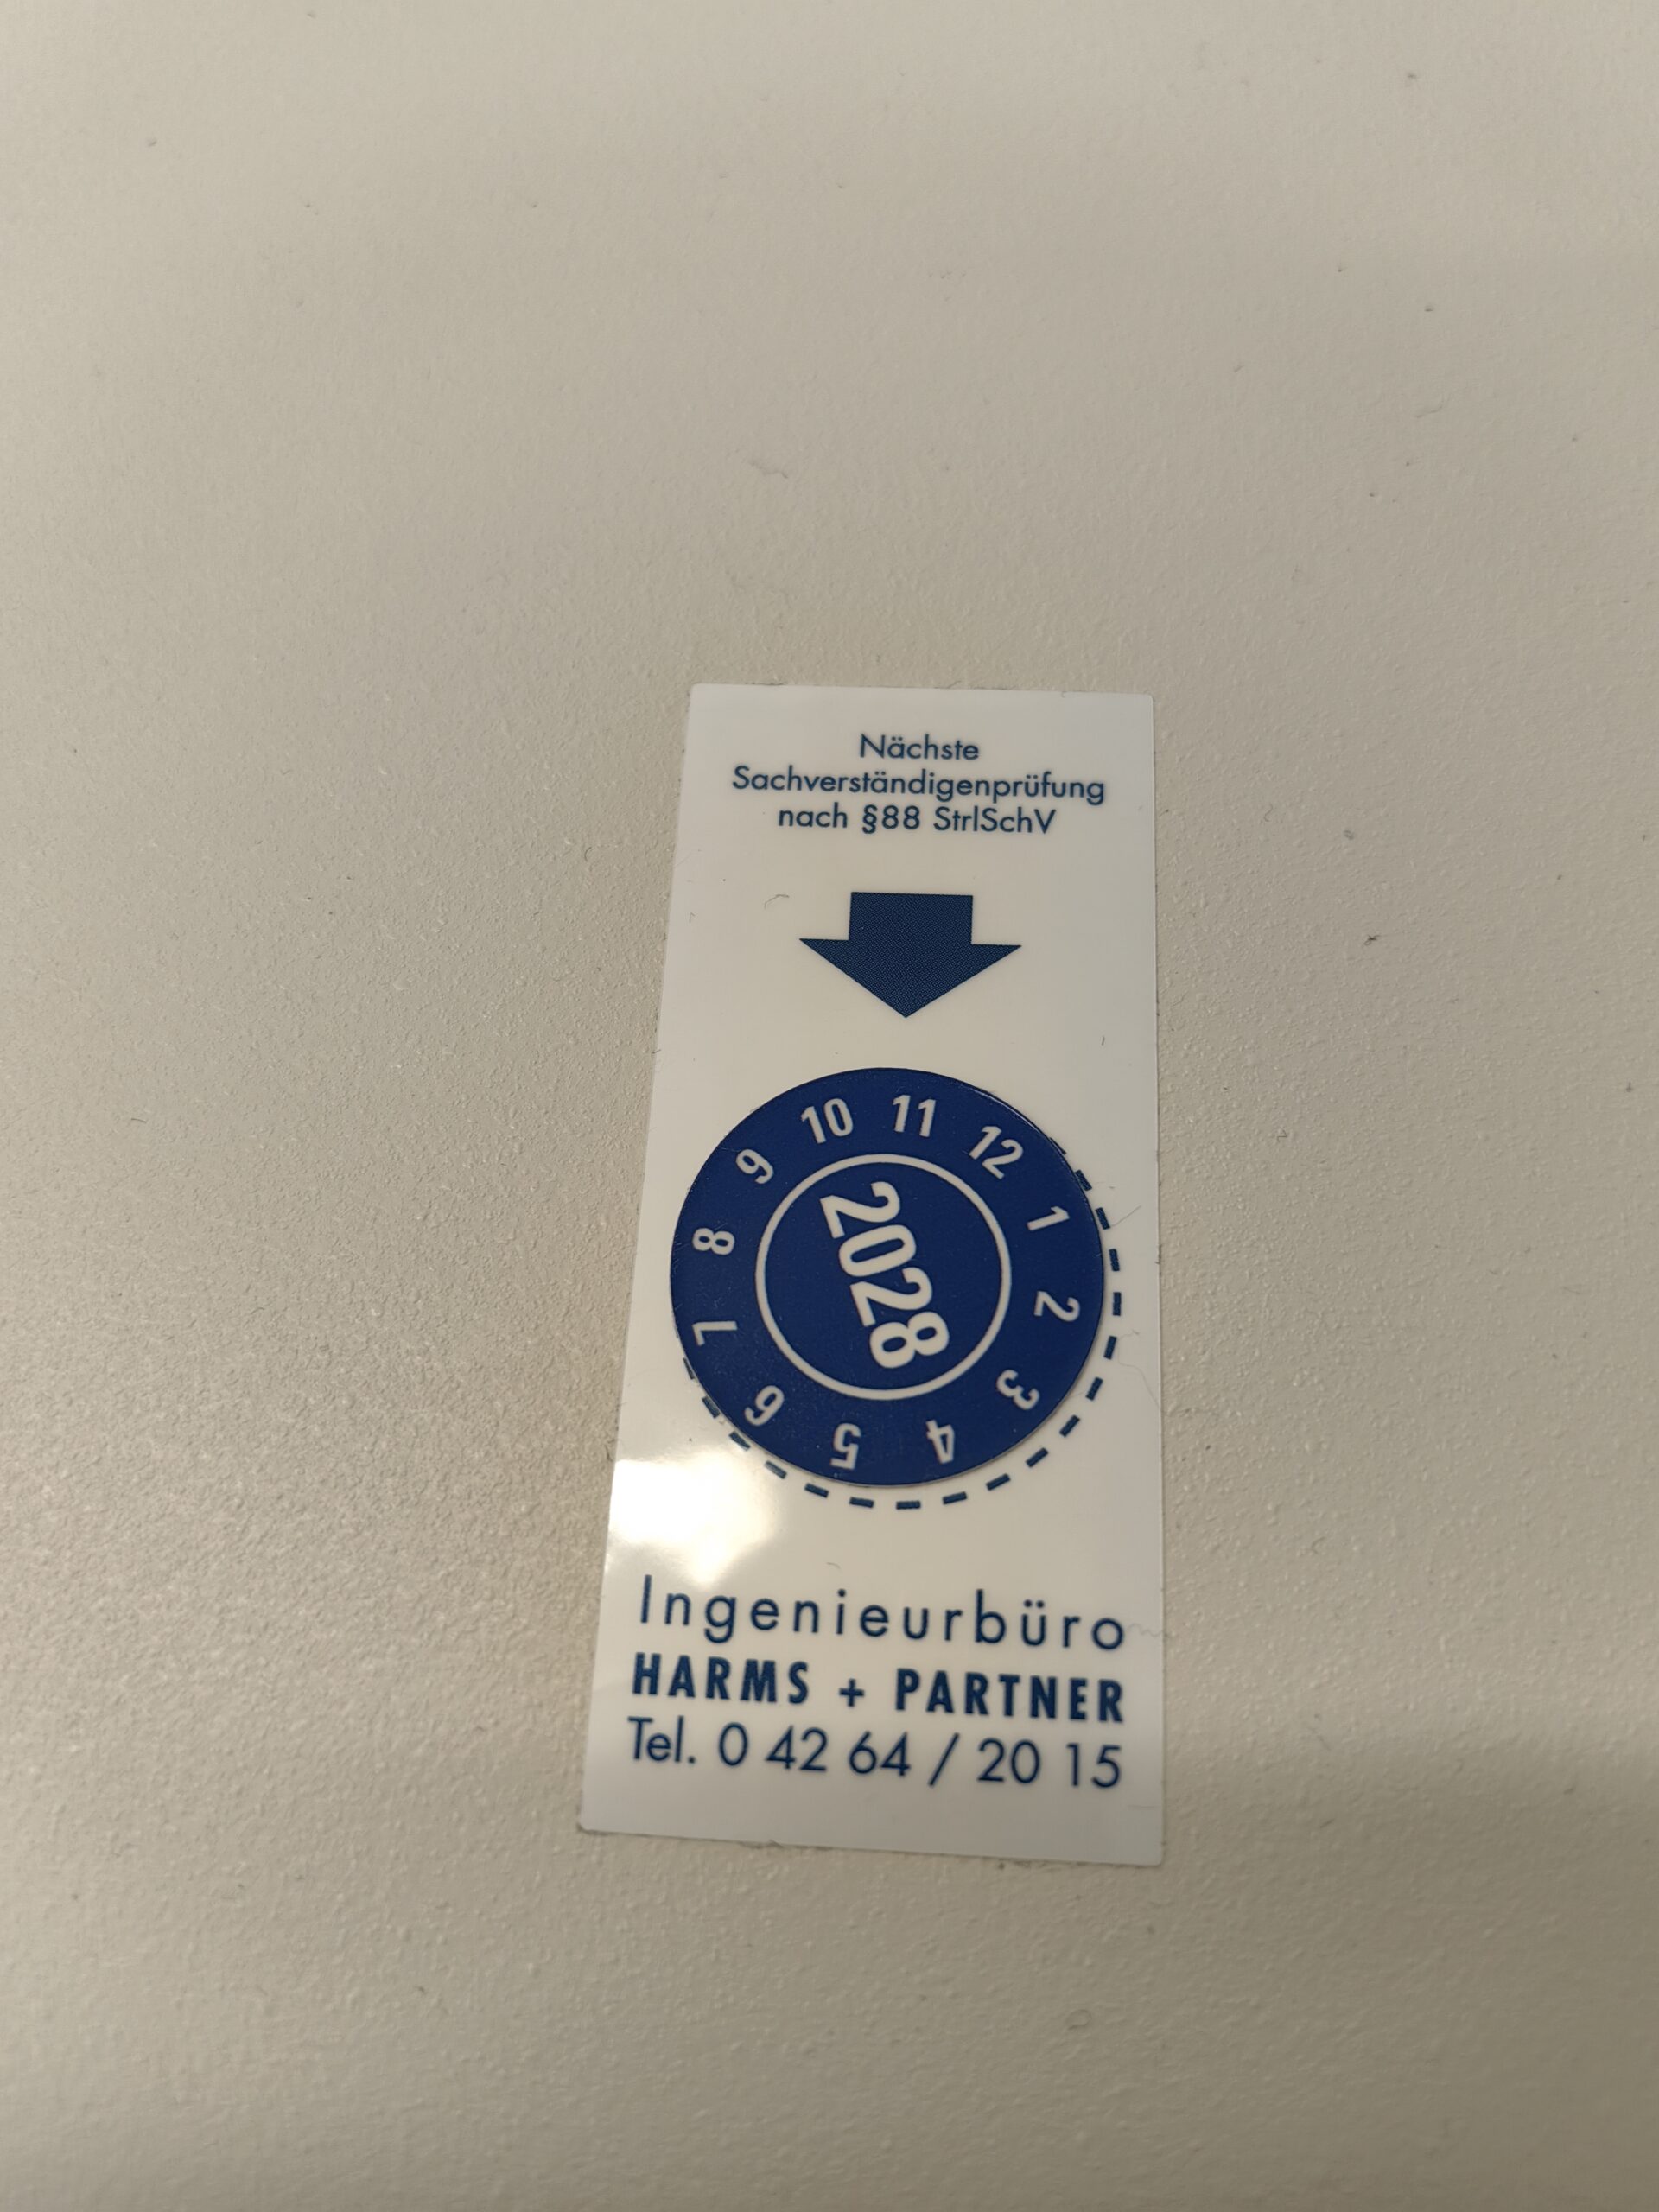 Nächste
Sachverständigenprüfung
nach §88 StrlSchV
1 2 3 4 5 6 7 8 9 10 11 12
2028
Ingenieurbüro
HARMS + PARTNER
Tel. 0 42 64 / 20 15